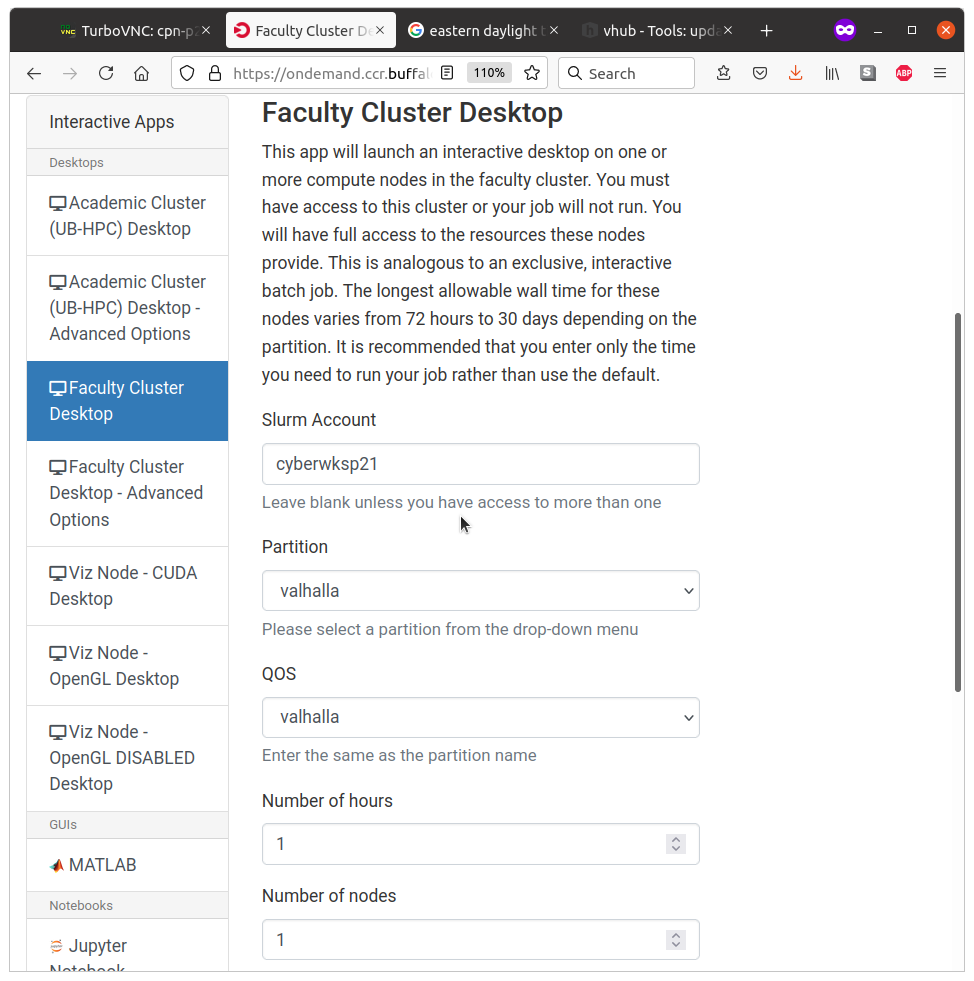 TurboVNC: cpn-p2
Faculty Cluster D
eastern daylight t
vhub - Tools: upda
https://ondemand.ccr.buffal
110%
Search
S
ABP
Interactive Apps
Desktops
Academic Cluster
(UB-HPC) Desktop
Academic Cluster
(UB-HPC) Desktop -
Advanced Options
Faculty Cluster
Desktop
Faculty Cluster
Desktop - Advanced
Options
Viz Node - CUDA
Desktop
Viz Node -
OpenGL Desktop
Viz Node -
OpenGL DISABLED
Desktop
GUIs
MATLAB
Notebooks
Jupyter
Notebook
Faculty Cluster Desktop
This app will launch an interactive desktop on one or
more compute nodes in the faculty cluster. You must
have access to this cluster or your job will not run. You
will have full access to the resources these nodes
provide. This is analogous to an exclusive, interactive
batch job. The longest allowable wall time for these
nodes varies from 72 hours to 30 days depending on the
partition. It is recommended that you enter only the time
you need to run your job rather than use the default.
Slurm Account
cyberwksp21
Leave blank unless you have access to more than one
Partition
valhalla
Please select a partition from the drop-down menu
QOS
valhalla
Enter the same as the partition name
Number of hours
1
Number of nodes
1